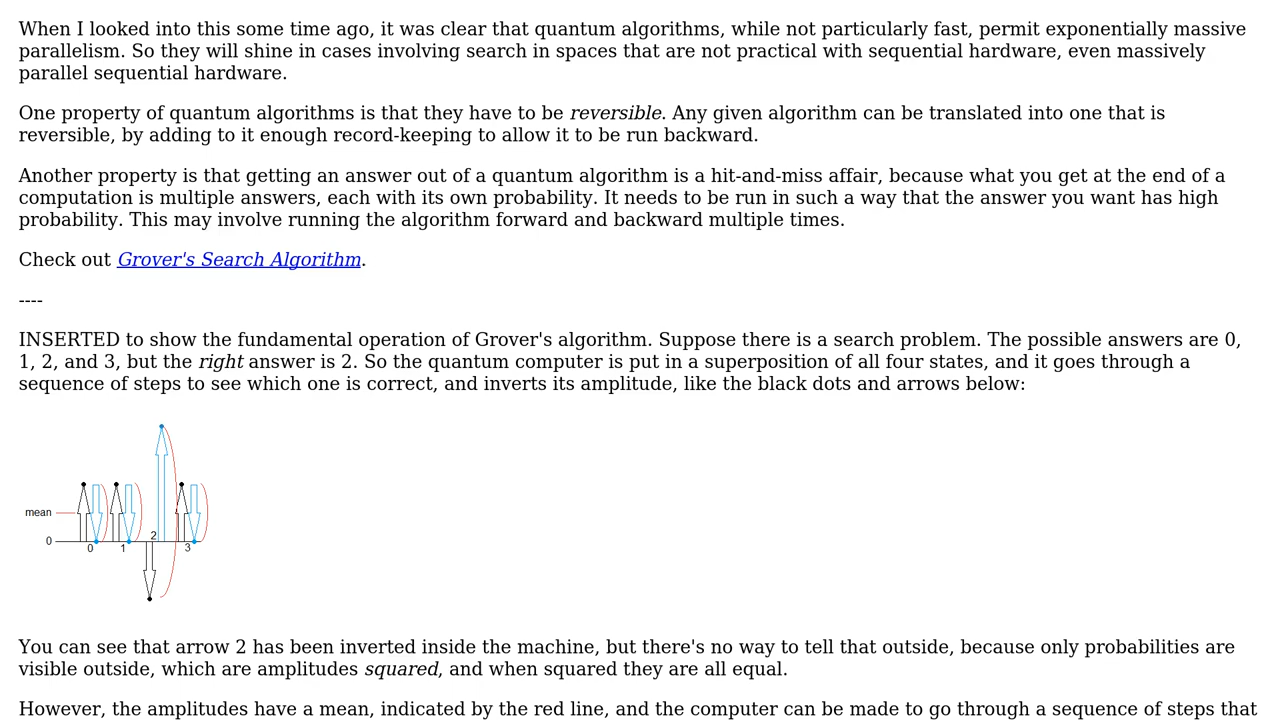 When I looked into this some time ago, it was clear that quantum algorithms, while not particularly fast, permit exponentially massive
parallelism. So they will shine in cases involving search in spaces that are not practical with sequential hardware, even massively
parallel sequential hardware.
One property of quantum algorithms is that they have to be reversible. Any given algorithm can be translated into one that is
reversible, by adding to it enough record-keeping to allow it to be run backward.
Another property is that getting an answer out of a quantum algorithm is a hit-and-miss affair, because what you get at the end of a
computation is multiple answers, each with its own probability. It needs to be run in such a way that the answer you want has high
probability. This may involve running the algorithm forward and backward multiple times.
Check out Grover's Search Algorithm.
----
INSERTED to show the fundamental operation of Grover's algorithm. Suppose there is a search problem. The possible answers are 0,
1, 2, and 3, but the right answer is 2. So the quantum computer is put in a superposition of all four states, and it goes through a
sequence of steps to see which one is correct, and inverts its amplitude, like the black dots and arrows below:
mean
0
0 1 2 3
You can see that arrow 2 has been inverted inside the machine, but there's no way to tell that outside, because only probabilities are
visible outside, which are amplitudes squared, and when squared they are all equal.
However, the amplitudes have a mean, indicated by the red line, and the computer can be made to go through a sequence of steps that